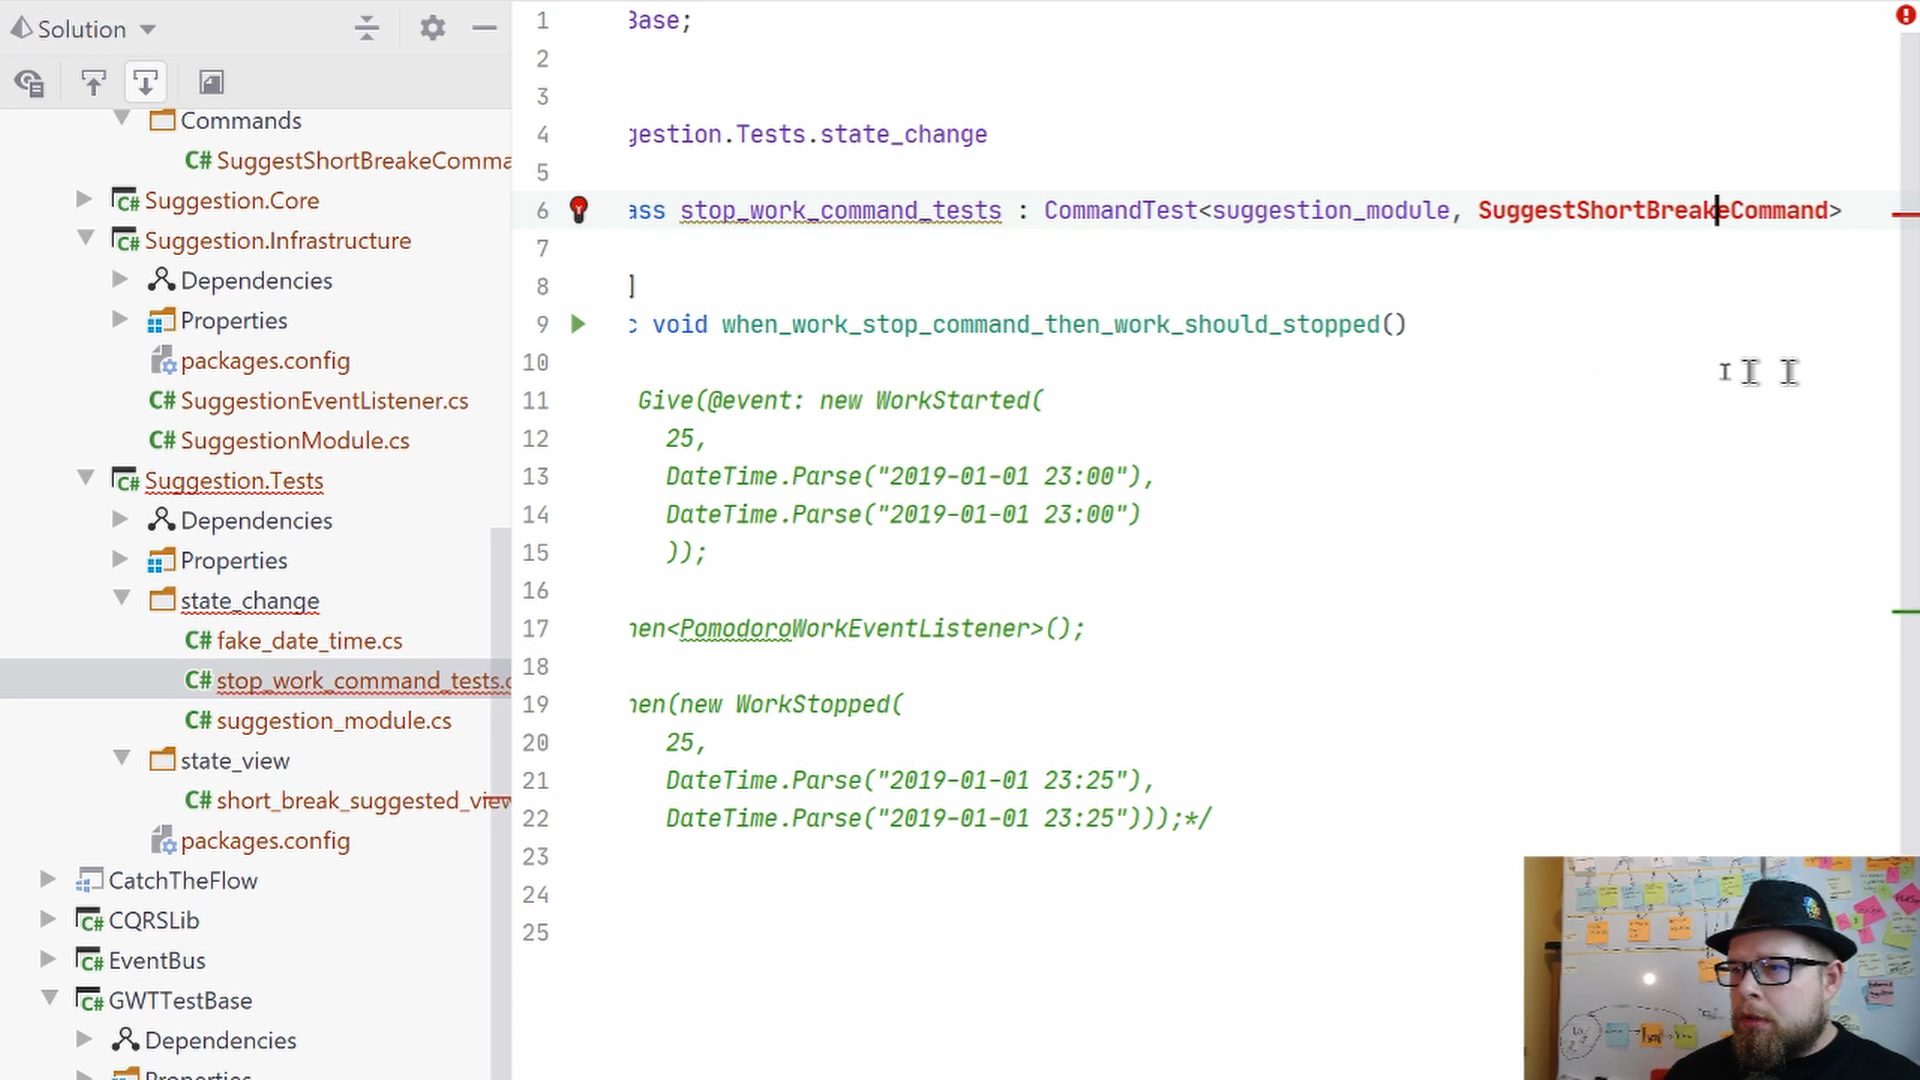 Solution
Commands
C# SuggestShortBreakeComma
C# Suggestion.Core
C# Suggestion.Infrastructure
Dependencies
Properties
packages.config
C# SuggestionEventListener.cs
C# SuggestionModule.cs
C# Suggestion.Tests
Dependencies
Properties
state_change
C# fake_date_time.cs
C# stop_work_command_tests.c
C# suggestion_module.cs
state_view
C# short_break_suggested_view
packages.config
CatchTheFlow
C# CQRSLib
C# EventBus
C# GWTTestBase
Dependencies
Properties
1 Base;
2
3
4 gestion.Tests.state_change
5
6 ass stop_work_command_tests : CommandTest<suggestion_module, SuggestShortBreakeCommand>
7
8 ]
9 c void when_work_stop_command_then_work_should_stopped()
10
11 Give(@event: new WorkStarted(
12 25,
13 DateTime.Parse("2019-01-01 23:00"),
14 DateTime.Parse("2019-01-01 23:00")
15 ));
16
17 hen<PomodoroWorkEventListener>();
18
19 hen(new WorkStopped(
20 25,
21 DateTime.Parse("2019-01-01 23:25"),
22 DateTime.Parse("2019-01-01 23:25")));*/
23
24
25